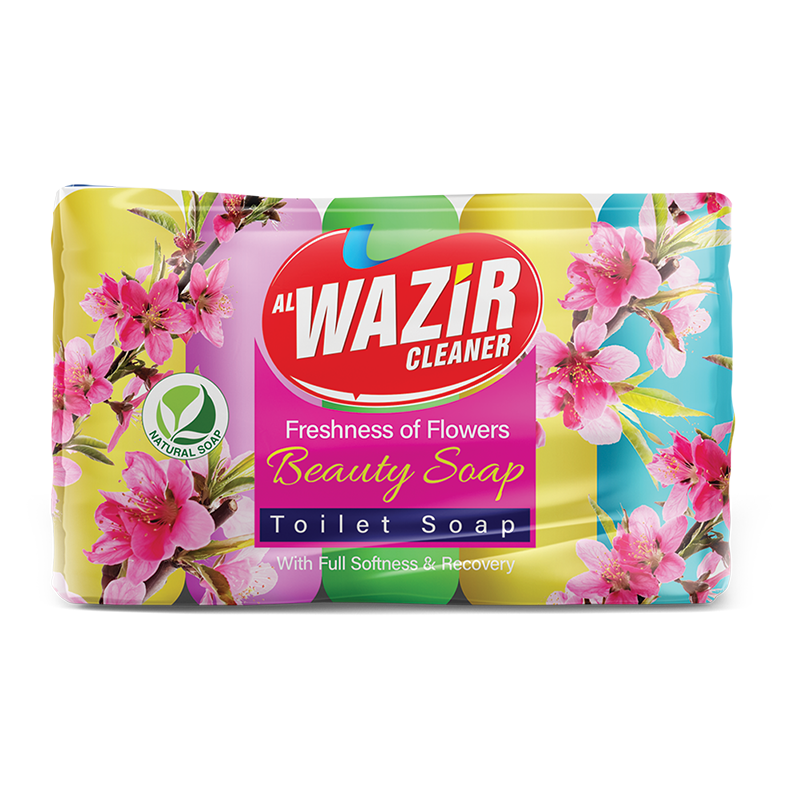 AL WAZiR
CLEANER
Freshness of Flowers
Beauty Soap
Toilet Soap
With Full Softness & Recovery
NATURAL SOAP